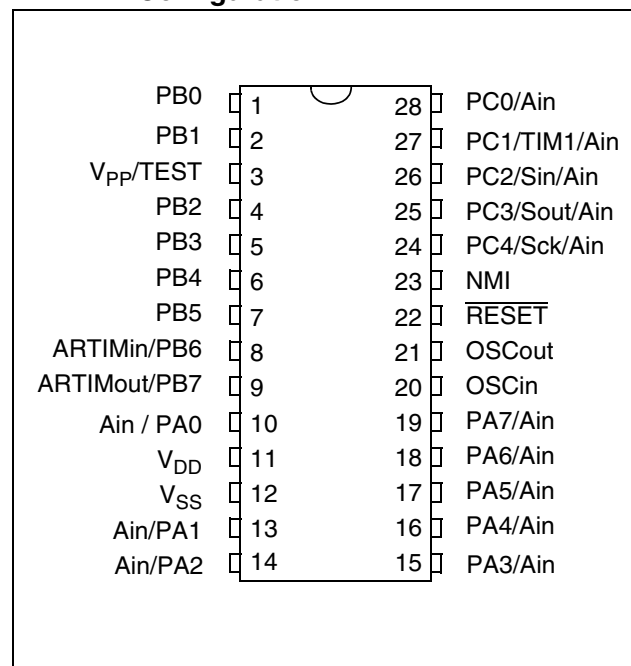 PB0 1 28 PC0/Ain
PB1 2 27 PC1/TIM1/Ain
VPP/TEST 3 26 PC2/Sin/Ain
PB2 4 25 PC3/Sout/Ain
PB3 5 24 PC4/Sck/Ain
PB4 6 23 NMI
PB5 7 22 RESET
ARTIMin/PB6 8 21 OSCout
ARTIMout/PB7 9 20 OSCin
Ain / PA0 10 19 PA7/Ain
VDD 11 18 PA6/Ain
VSS 12 17 PA5/Ain
Ain/PA1 13 16 PA4/Ain
Ain/PA2 14 15 PA3/Ain